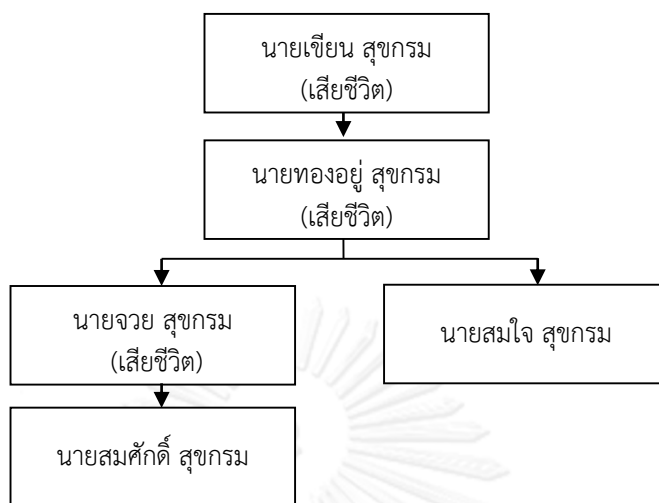 นายเขียน สุขกรม
(เสียชีวิต)
นายทองอยู่ สุขกรม
(เสียชีวิต)
นายจวย สุขกรม
(เสียชีวิต)
นายสมใจ สุขกรม
นายสมศักดิ์ สุขกรม